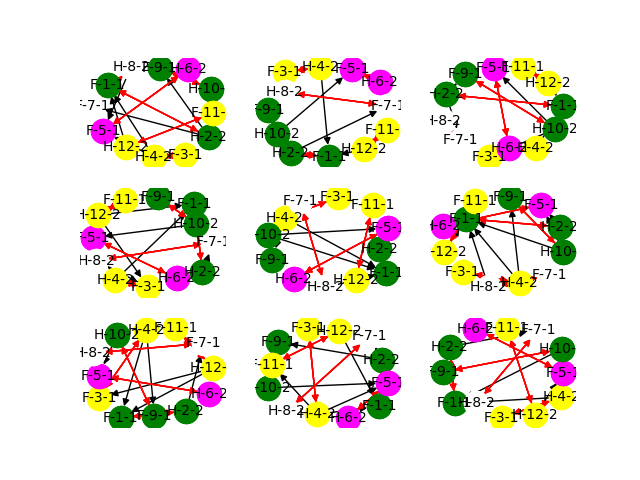 H-8-2 F-9-1 H-6-2
F-1-1 H-10-
F-7-1 F-11-
F-5-1 H-2-2
H-12-2 H-4-2 F-3-1
F-3-1 H-4-2 F-5-1
H-8-2 H-6-2
F-9-1 F-7-1
H-10-2 F-11-
H-2-2 F-1-1 H-12-2
F-9-1 F-5-1 F-11-1
H-2-2 H-12-2
H-8-2 F-1-1
F-7-1 H-10-2
F-3-1 H-6-2 H-4-2
F-11-1 F-9-1 F-1-1
H-12-2 H-10-2
F-5-1 F-7-1
H-8-2 H-2-2
H-4-2 F-3-1 H-6-2
F-7-1 F-3-1 F-11-1
H-4-2 F-5-1
H-10-2 H-2-2
F-9-1 F-1-1
H-6-2 H-8-2 H-12-2
F-11-1 F-9-1 F-5-1
H-6-2 F-1-1 H-2-2
H-12-2 H-10-
F-3-1 F-7-1
H-8-2 H-4-2
H-10-2 H-4-2 F-11-1
H-8-2 F-7-1
F-5-1 H-12-
F-3-1 H-6-2
F-1-1 F-9-1 H-2-2
F-3-1 H-12-2
F-9-1 F-7-1
F-11-1 H-2-2
H-10-2 F-5-1
H-8-2 H-4-2 H-6-2 F-1-1
H-6-2 F-11-1 F-7-1
H-2-2 H-10-
F-9-1 F-5-1
F-1-1 H-8-2 H-4-2
F-3-1 H-12-2